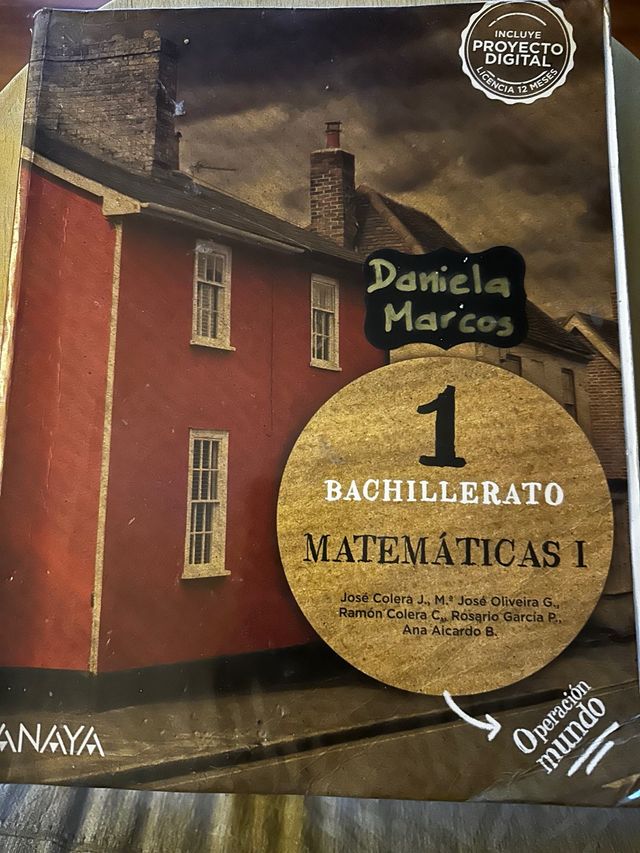 INCLUYE
PROYECTO
DIGITAL
LICENCIA 12 MESES
Daniela
Marcos
1
BACHILLERATO
MATEMÁTICAS I
José Colera J., M.ª José Oliveira G.,
Ramón Colera C., Rosario García P.,
Ana Aicardo B.
ANAYA
Operación
mundo